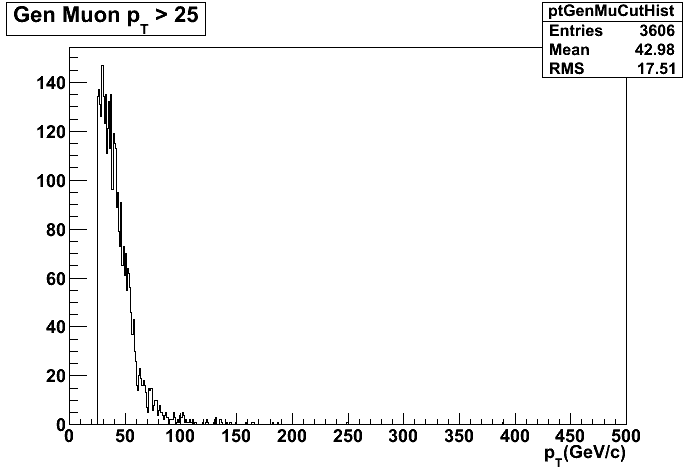 Gen Muon p_T > 25
ptGenMuCutHist
Entries 3606
Mean 42.98
RMS 17.51
140
120
100
80
60
40
20
0
0 50 100 150 200 250 300 350 400 450 500
p_T(GeV/c)